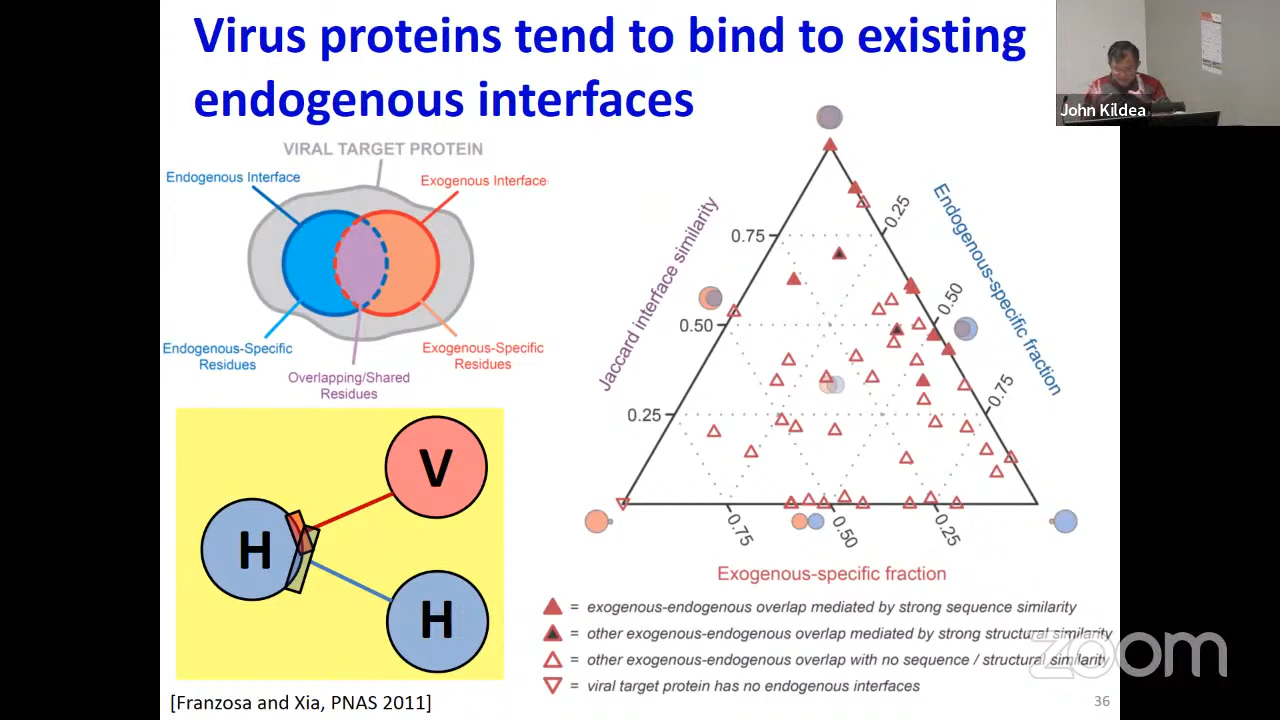 Virus proteins tend to bind to existing
endogenous interfaces
John Kildea
VIRAL TARGET PROTEIN
Endogenous Interface
Exogenous Interface
Endogenous-Specific
Residues
Exogenous-Specific
Residues
Overlapping/Shared
Residues
V
H
H
Jaccard interface similarity
0.75
0.50
0.25
Endogenous-specific fraction
0.25
0.50
0.75
0.75
0.50
0.25
Exogenous-specific fraction
= exogenous-endogenous overlap mediated by strong sequence similarity
= other exogenous-endogenous overlap mediated by strong structural similarity
= other exogenous-endogenous overlap with no sequence / structural similarity
= viral target protein has no endogenous interfaces
zoom
[Franzosa and Xia, PNAS 2011]
36